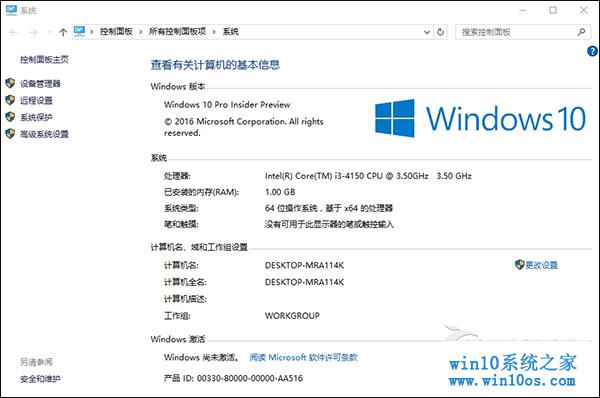 系统
控制面板 › 所有控制面板项 › 系统
搜索控制面板
控制面板主页
设备管理器
远程设置
系统保护
高级系统设置
查看有关计算机的基本信息
Windows 版本
Windows 10 Pro Insider Preview
© 2016 Microsoft Corporation. All rights
reserved.
Windows 10
系统
处理器: Intel(R) Core(TM) i3-4150 CPU @ 3.50GHz 3.50 GHz
已安装的内存(RAM): 1.00 GB
系统类型: 64 位操作系统，基于 x64 的处理器
笔和触摸: 没有可用于此显示器的笔或触控输入
计算机名、域和工作组设置
计算机名: DESKTOP-MRA114K
更改设置
计算机全名: DESKTOP-MRA114K
计算机描述:
工作组: WORKGROUP
Windows 激活
Windows 尚未激活。 阅读 Microsoft 软件许可条款
产品 ID: 00330-80000-00000-AA516
另请参阅
安全和维护
win10系统之家
www.win10os.com